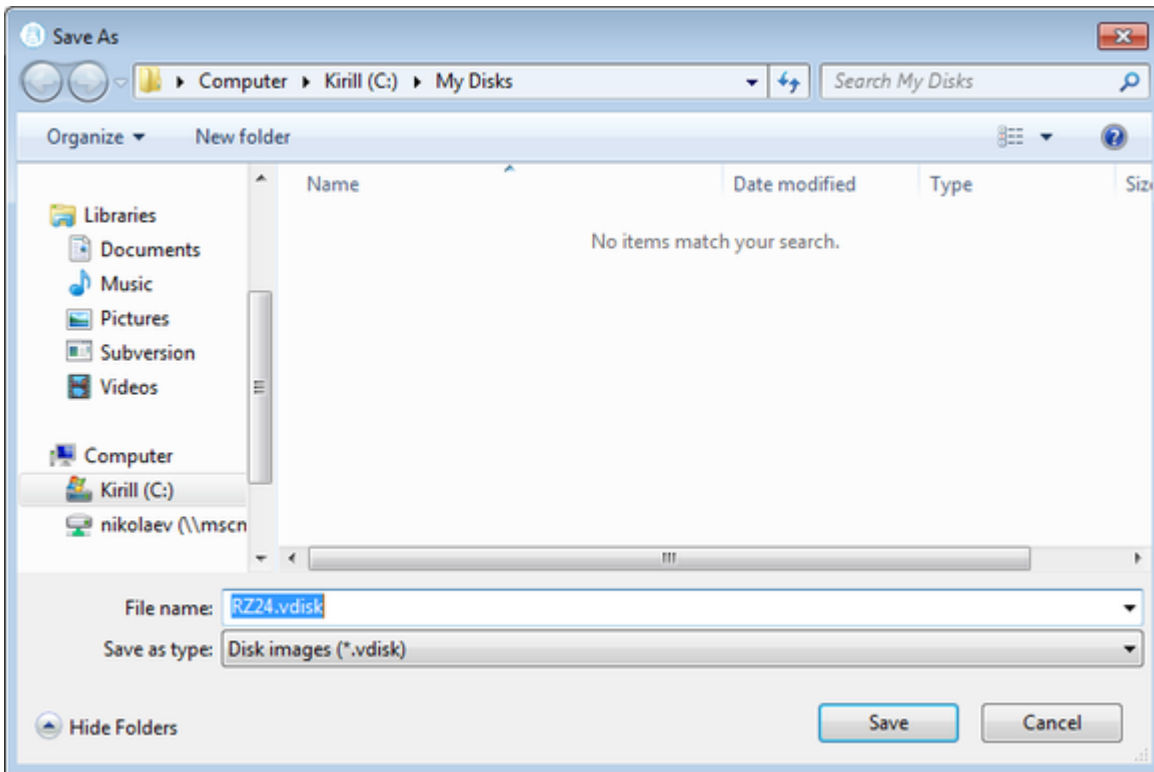 Save As
Computer Kirill (C:) My Disks
Search My Disks
Organize New folder
Name Date modified Type Siz
No items match your search.
Libraries
Documents
Music
Pictures
Subversion
Videos
Computer
Kirill (C:)
nikolaev (\\mscn
File name: RZ24.vdisk
Save as type: Disk images (*.vdisk)
Hide Folders Save Cancel